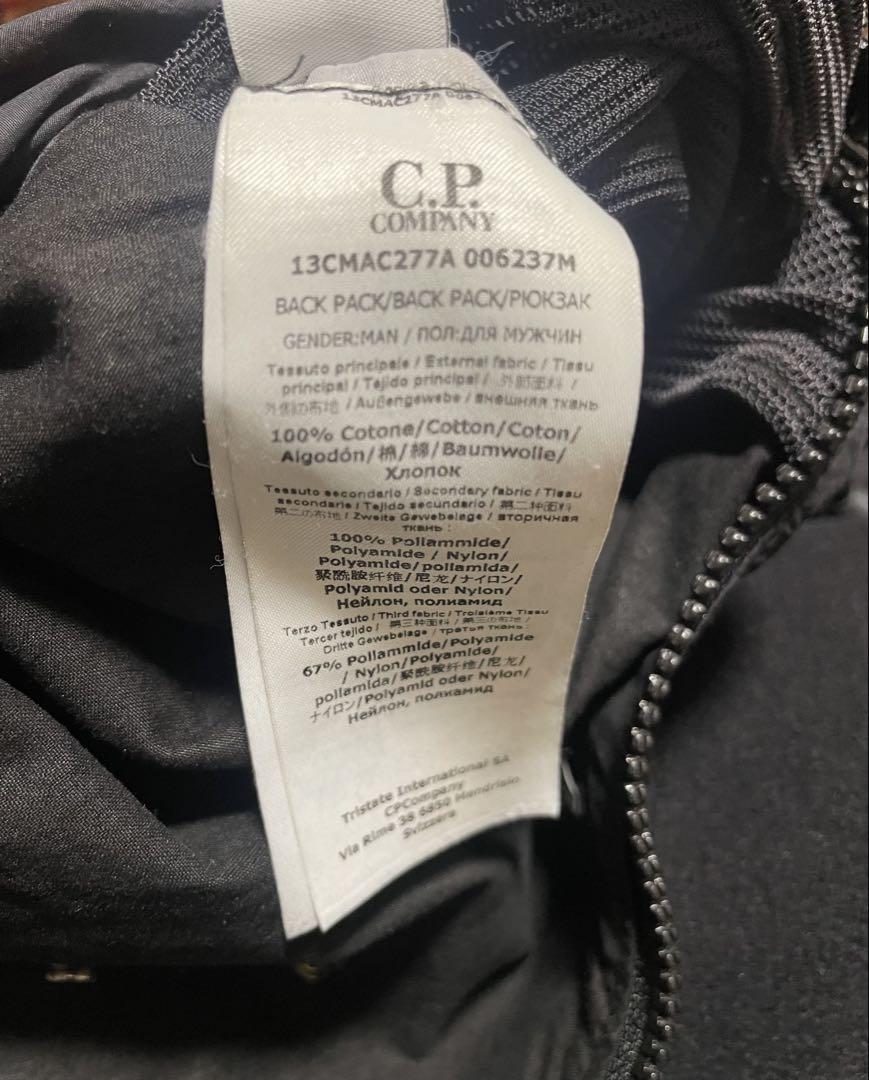 13CMAC277A
C.P.
COMPANY
13CMAC277A 006237M
BACK PACK/BACK PACK/РЮКЗАК
GENDER:MAN / ПОЛ:ДЛЯ МУЖЧИН
Tessuto principale / External fabric / Tissu
principal / Tejido principal / 外部面料 /
外側の布地 / Außengewebe / внешняя ткань
100% Cotone/Cotton/Coton/
Algodón/棉/綿/Baumwolle/
Хлопок
Tessuto secondario / Secondary fabric / Tissu
secondario / Tejido secundario / 第二种面料
第二の布地 / Zweite Gewebelage / вторичная
ткань :
100% Poliammide/
Polyamide / Nylon/
Polyamide/poliamida/
聚酰胺纤维/尼龙/ナイロン/
Polyamid oder Nylon/
Нейлон, полиамид
Terzo Tessuto / Third fabric / Troisième Tissu
Tercer tejido / 第三种面料 / 第三の布地 /
Dritte Gewebelage / третья ткань :
67% Poliammide/Polyamide
/ Nylon/Polyamide/
poliamida/聚酰胺纤维/尼龙/
ナイロン/Polyamid oder Nylon/
Нейлон, полиамид
Tristate International SA
CPCompany
Via Rime 38 6850 Mendrisio
Svizzera